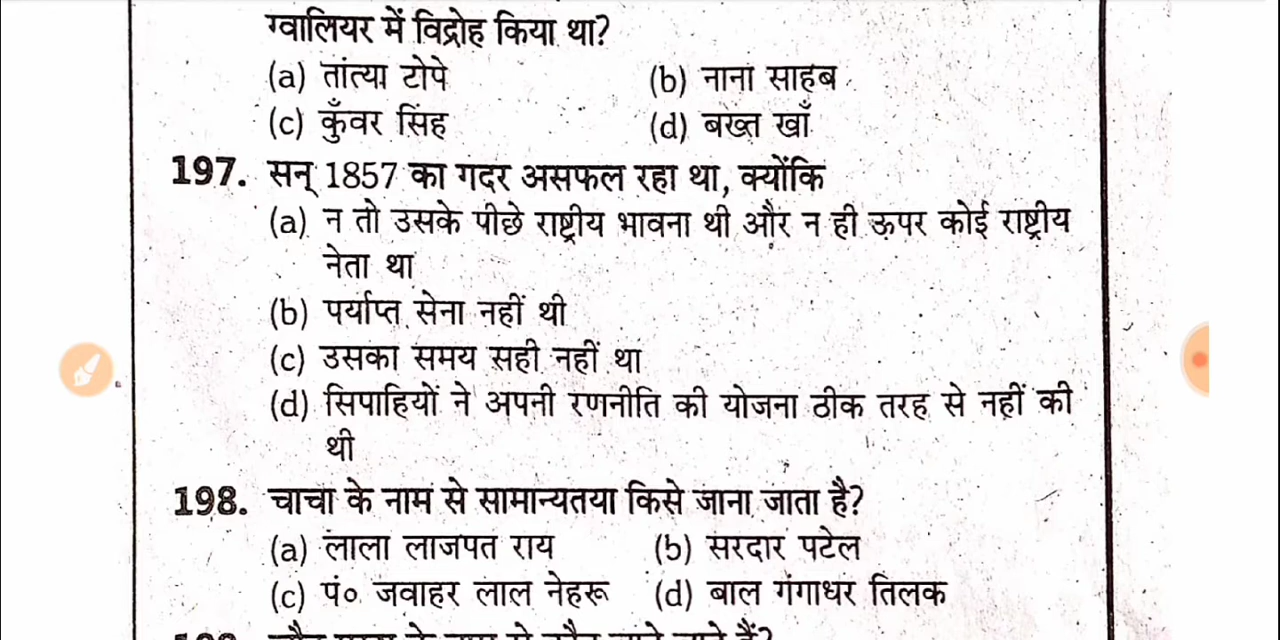 ग्वालियर में विद्रोह किया था?
(a) तांत्या टोपे (b) नाना साहब
(c) कुँवर सिंह (d) बख्त खाँ
197. सन् 1857 का गदर असफल रहा था, क्योंकि
(a) न तो उसके पीछे राष्ट्रीय भावना थी और न ही ऊपर कोई राष्ट्रीय
नेता था
(b) पर्याप्त सेना नहीं थी
(c) उसका समय सही नहीं था
(d) सिपाहियों ने अपनी रणनीति की योजना ठीक तरह से नहीं की
थी
198. चाचा के नाम से सामान्यतया किसे जाना जाता है?
(a) लाला लाजपत राय (b) सरदार पटेल
(c) पं० जवाहर लाल नेहरू (d) बाल गंगाधर तिलक